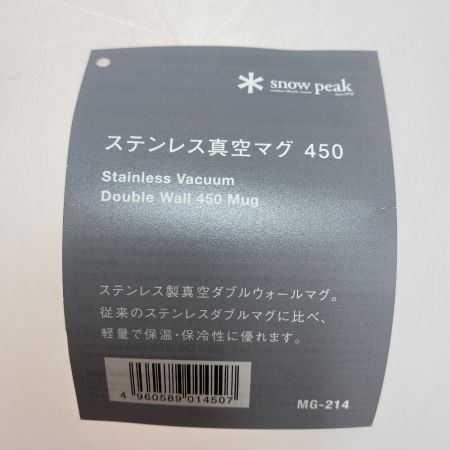 snow peak
ステンレス真空マグ 450
Stainless Vacuum
Double Wall 450 Mug
ステンレス製真空ダブルウォールマグ。
従来のステンレスダブルマグに比べ、
軽量で保温・保冷性に優れます。
4 960589 014507
MG-214